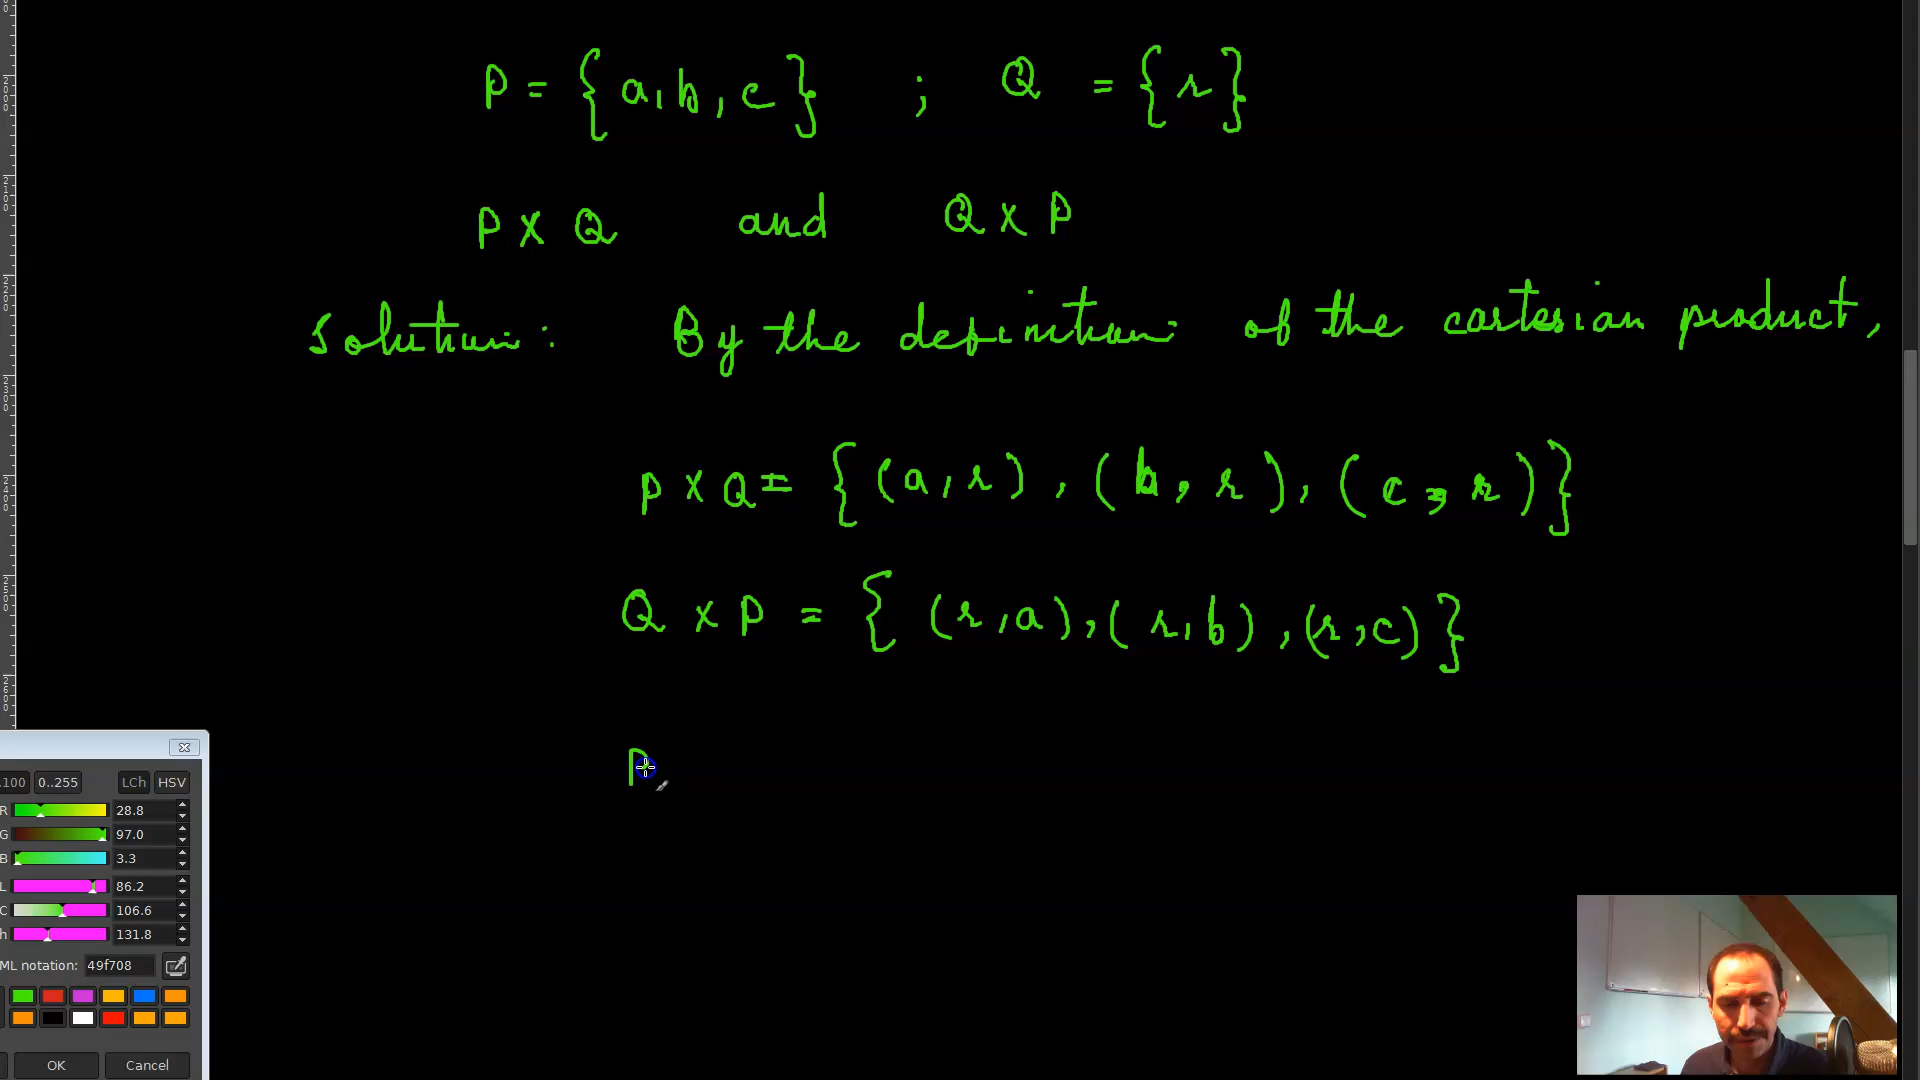 P = {a, b, c} ; Q = {r}
P X Q and Q X P
Solution: By the definition of the cartesian product,
P X Q = {(a, r), (b, r), (c, r)}
Q X P = {(r, a), (r, b), (r, c)}
P
.100 0..255 LCh HSV
R 28.8
G 97.0
B 3.3
L 86.2
C 106.6
h 131.8
ML notation: 49f708
OK Cancel